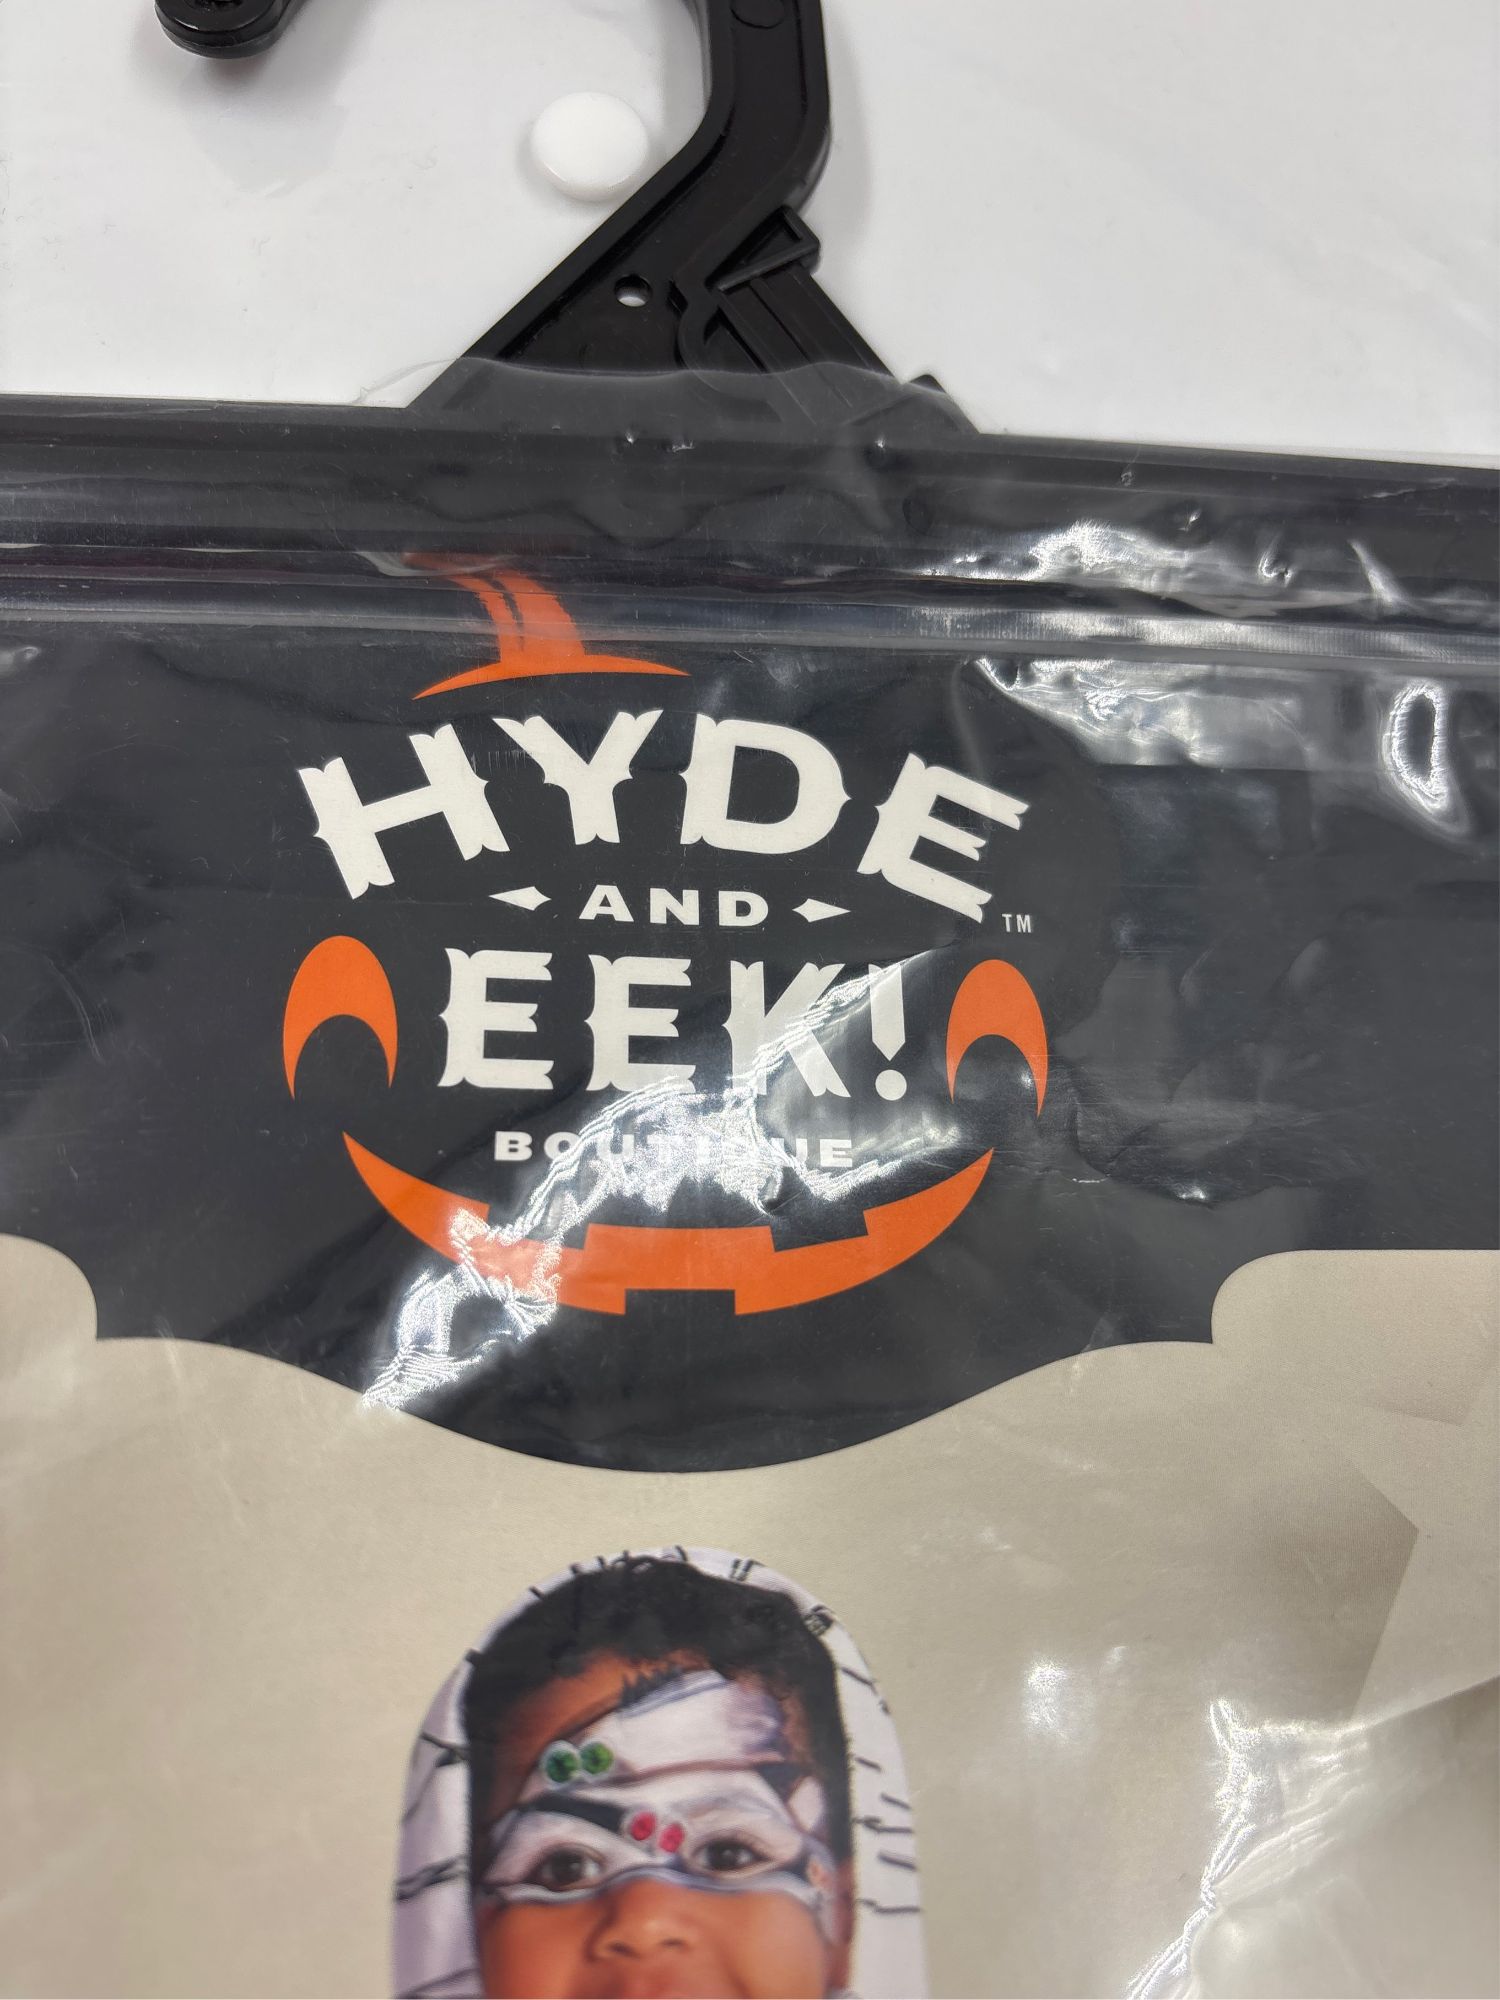 HYDE
AND
EEK!
TM
BOUTIQUE